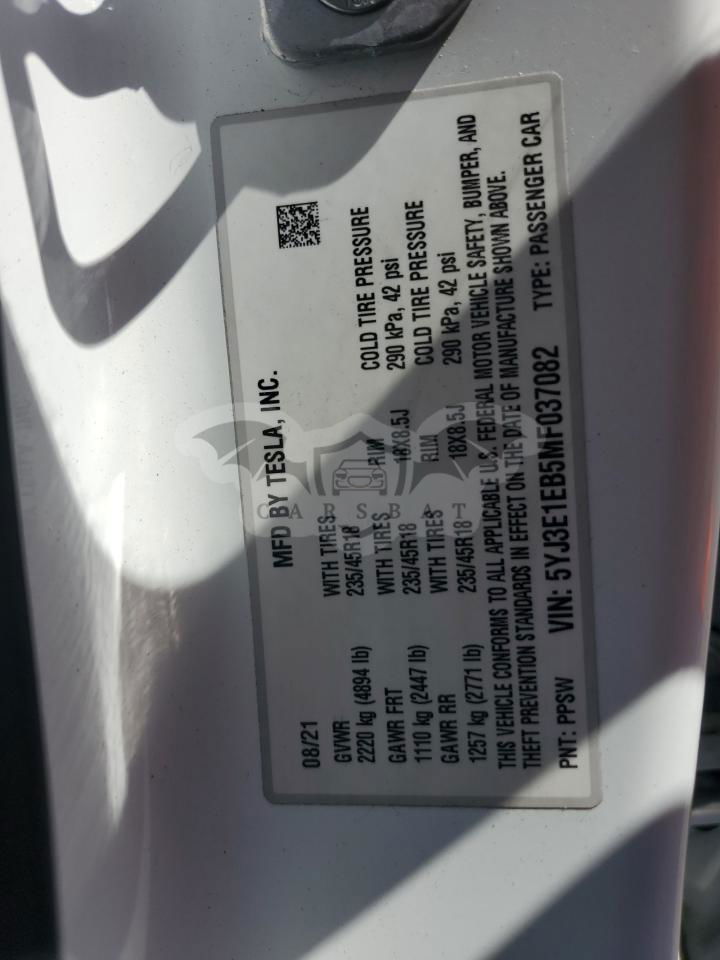 MFD BY TESLA, INC.
08/21
GVWR WITH TIRES RIM COLD TIRE PRESSURE
2220 kg (4894 lb) 235/45R18 18X8.5J 290 kPa, 42 psi
GAWR FRT WITH TIRES RIM COLD TIRE PRESSURE
1110 kg (2447 lb) 235/45R18 18X8.5J 290 kPa, 42 psi
GAWR RR WITH TIRES
1257 kg (2771 lb) 235/45R18
THIS VEHICLE CONFORMS TO ALL APPLICABLE U.S. FEDERAL MOTOR VEHICLE SAFETY, BUMPER, AND
THEFT PREVENTION STANDARDS IN EFFECT ON THE DATE OF MANUFACTURE SHOWN ABOVE.
PNT: PPSW VIN: 5YJ3E1EB5MF037082 TYPE: PASSENGER CAR
CARSBAT